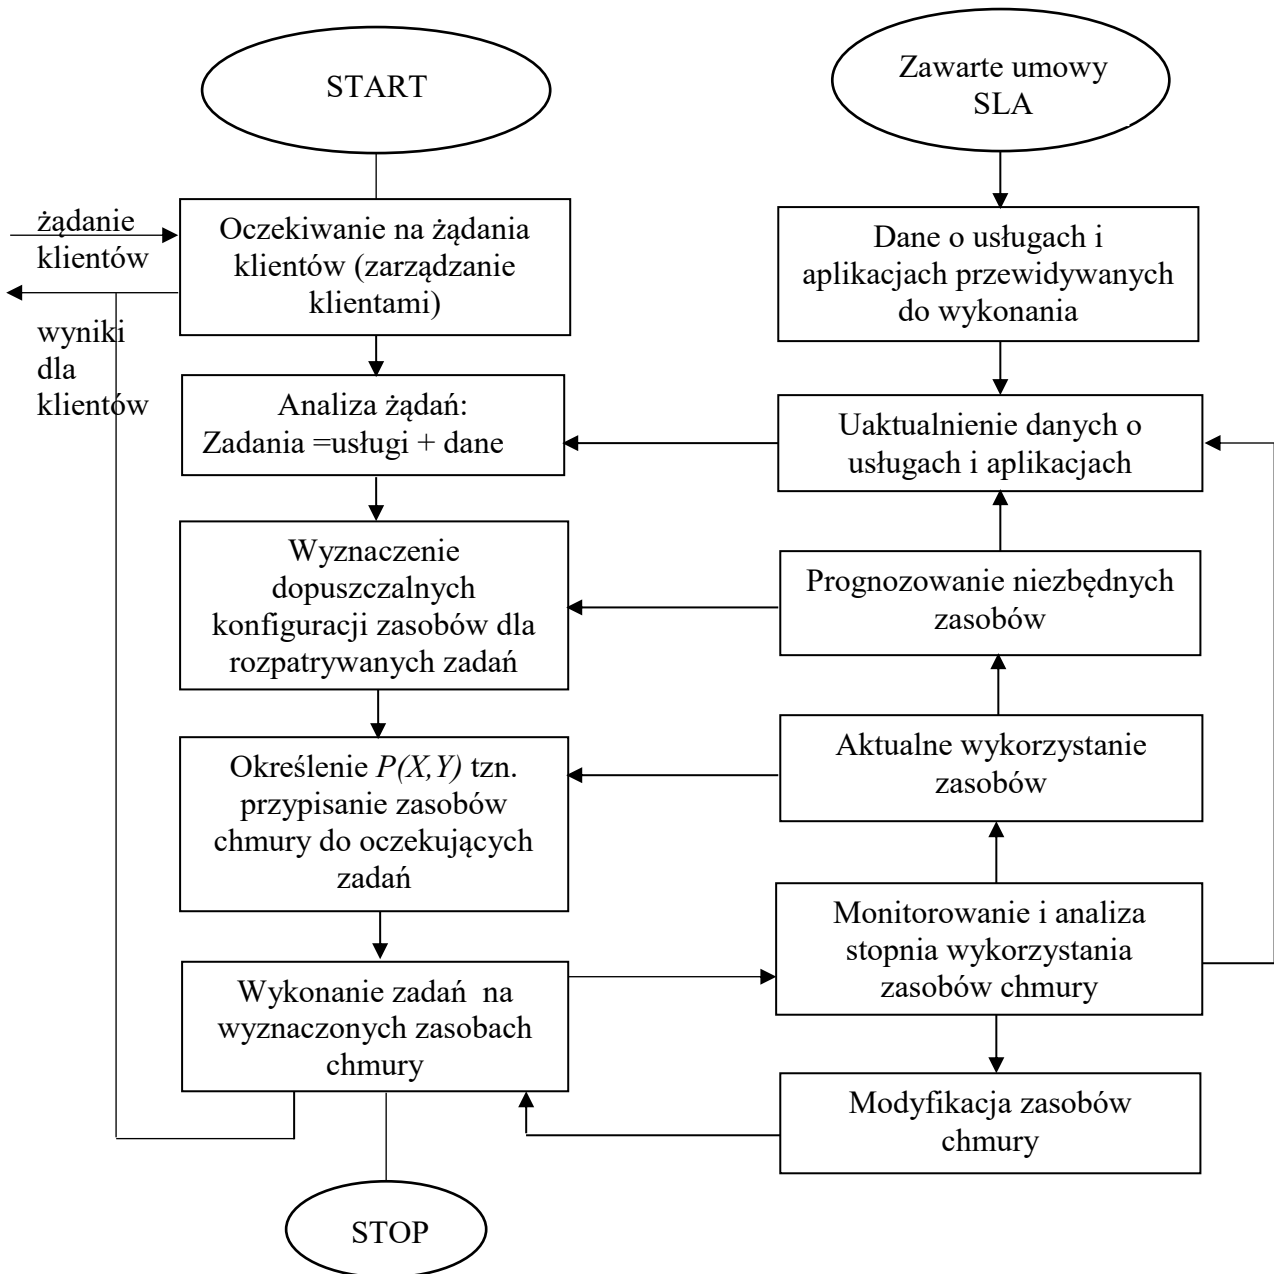 START
żądanie
klientów
wyniki
dla
klientów
Oczekiwanie na żądania
klientów (zarządzanie
klientami)
Analiza żądań:
Zadania =usługi + dane
Wyznaczenie
dopuszczalnych
konfiguracji zasobów dla
rozpatrywanych zadań
Określenie P(X,Y) tzn.
przypisanie zasobów
chmury do oczekujących
zadań
Wykonanie zadań na
wyznaczonych zasobach
chmury
STOP
Zawarte umowy
SLA
Dane o usługach i
aplikacjach przewidywanych
do wykonania
Uaktualnienie danych o
usługach i aplikacjach
Prognozowanie niezbędnych
zasobów
Aktualne wykorzystanie
zasobów
Monitorowanie i analiza
stopnia wykorzystania
zasobów chmury
Modyfikacja zasobów
chmury